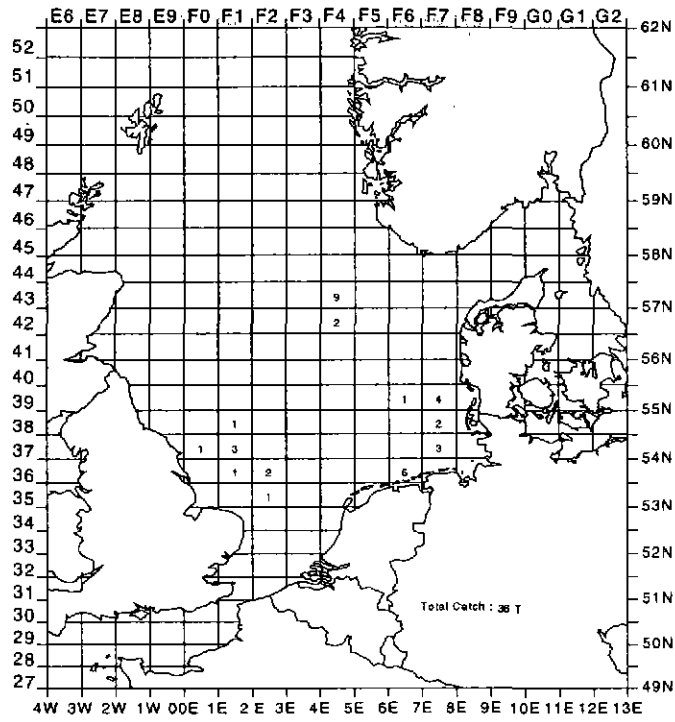 E6 E7 E8 E9 F0 F1 F2 F3 F4 F5 F6 F7 F8 F9 G0 G1 G2
62N
52
51
61N
50
49
60N
48
47
59N
46
45
58N
44
43
9
57N
42
2
41
56N
40
1 4
39
55N
1 2
38
1 3 3
37
54N
1 2 6
36
1
35
53N
34
33
52N
32
31
Total Catch : 36 T
51N
30
29
50N
28
27
49N
4W 3W 2W 1W 00E 1E 2E 3E 4E 5E 6E 7E 8E 9E 10E 11E 12E 13E